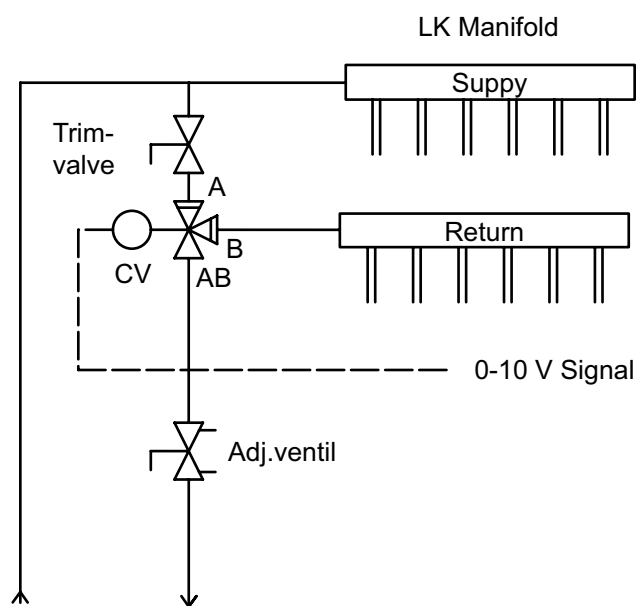 LK Manifold
Suppy
Trim-
valve
A
Return
B
CV
AB
0-10 V Signal
Adj.ventil